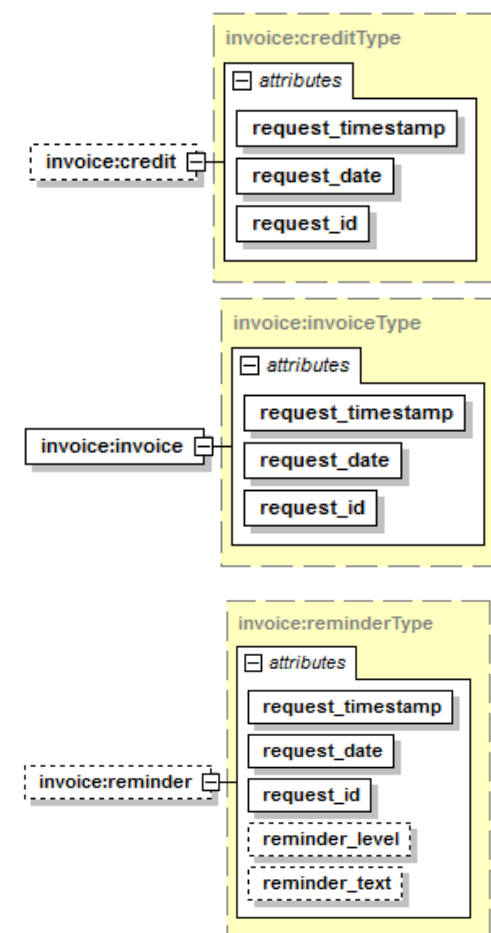 invoice:creditType
attributes
request_timestamp
invoice:credit
request_date
request_id
invoice:invoiceType
attributes
request_timestamp
invoice:invoice
request_date
request_id
invoice:reminderType
attributes
request_timestamp
request_date
invoice:reminder
request_id
reminder_level
reminder_text